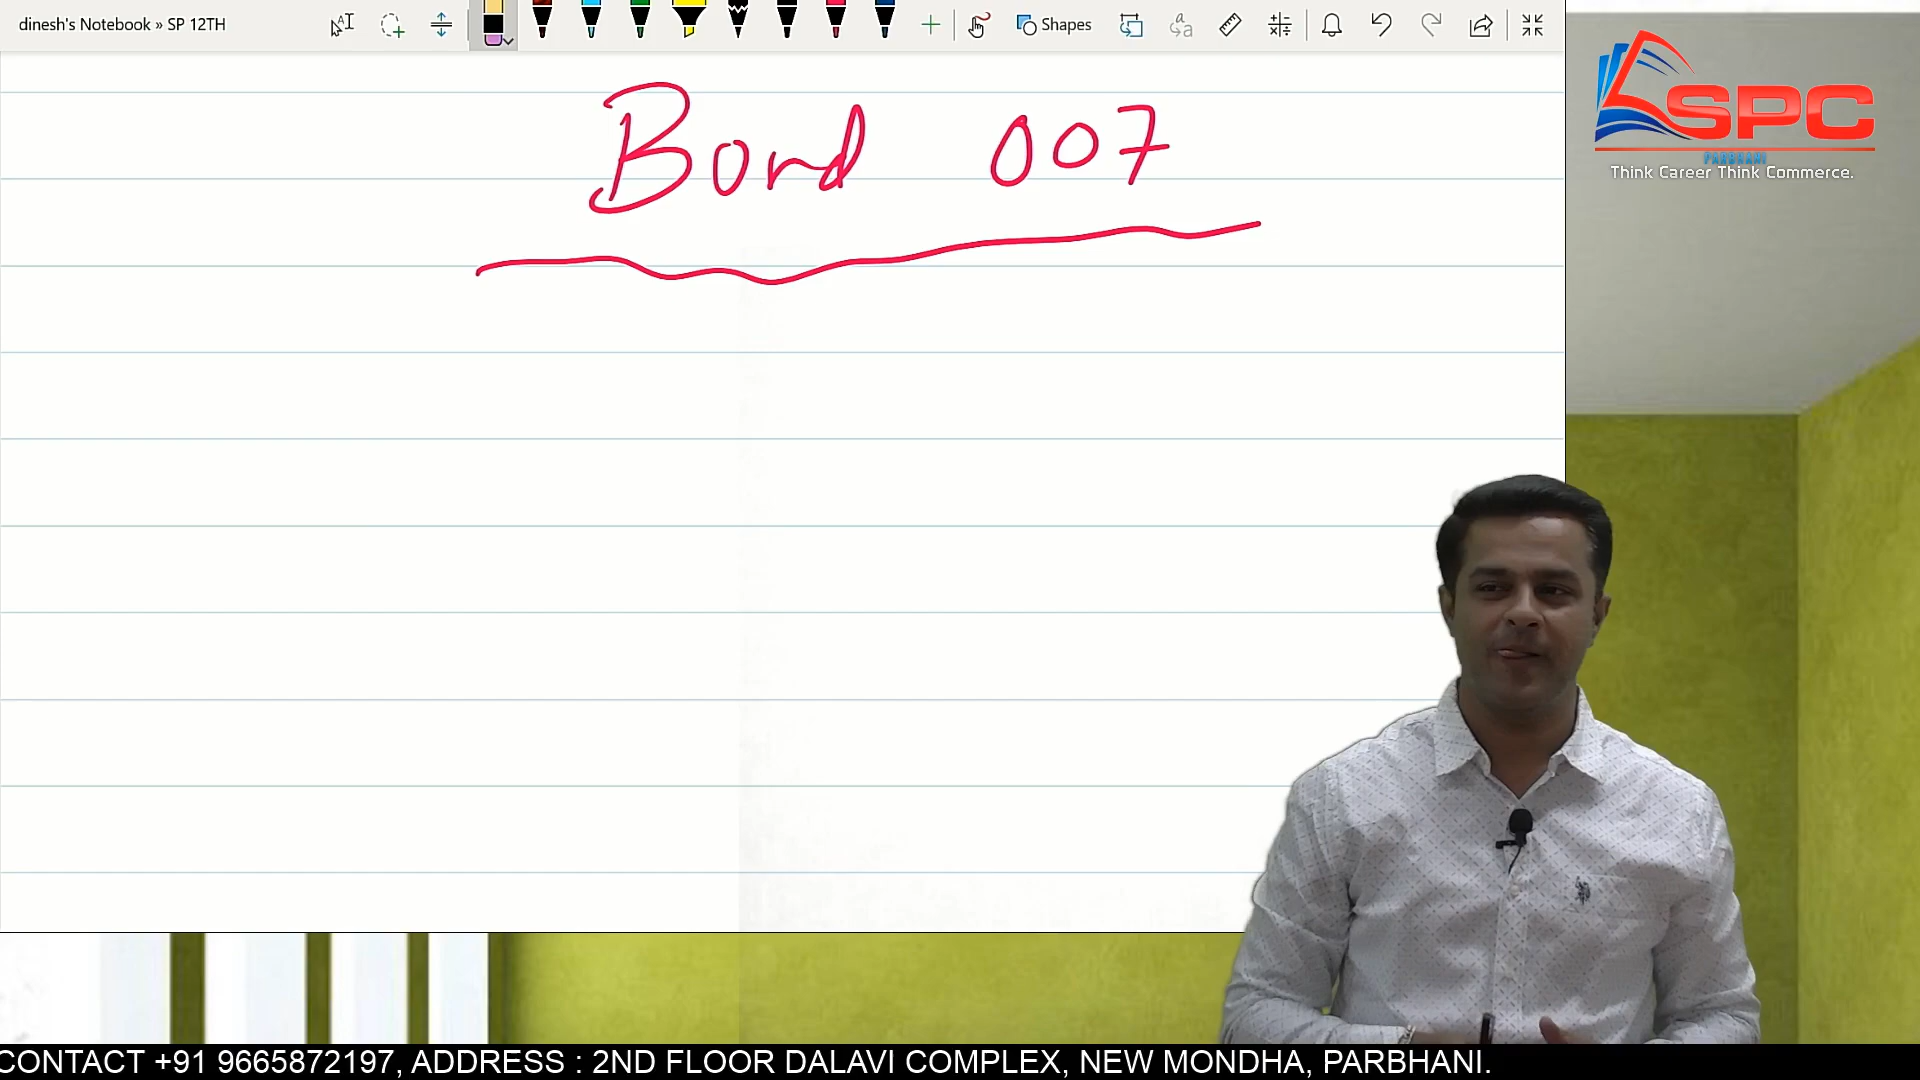 dinesh's Notebook » SP 12TH
Shapes
Bond 007
SPC
PARBHANI
Think Career Think Commerce.
CONTACT +91 9665872197, ADDRESS : 2ND FLOOR DALAVI COMPLEX, NEW MONDHA, PARBHANI.